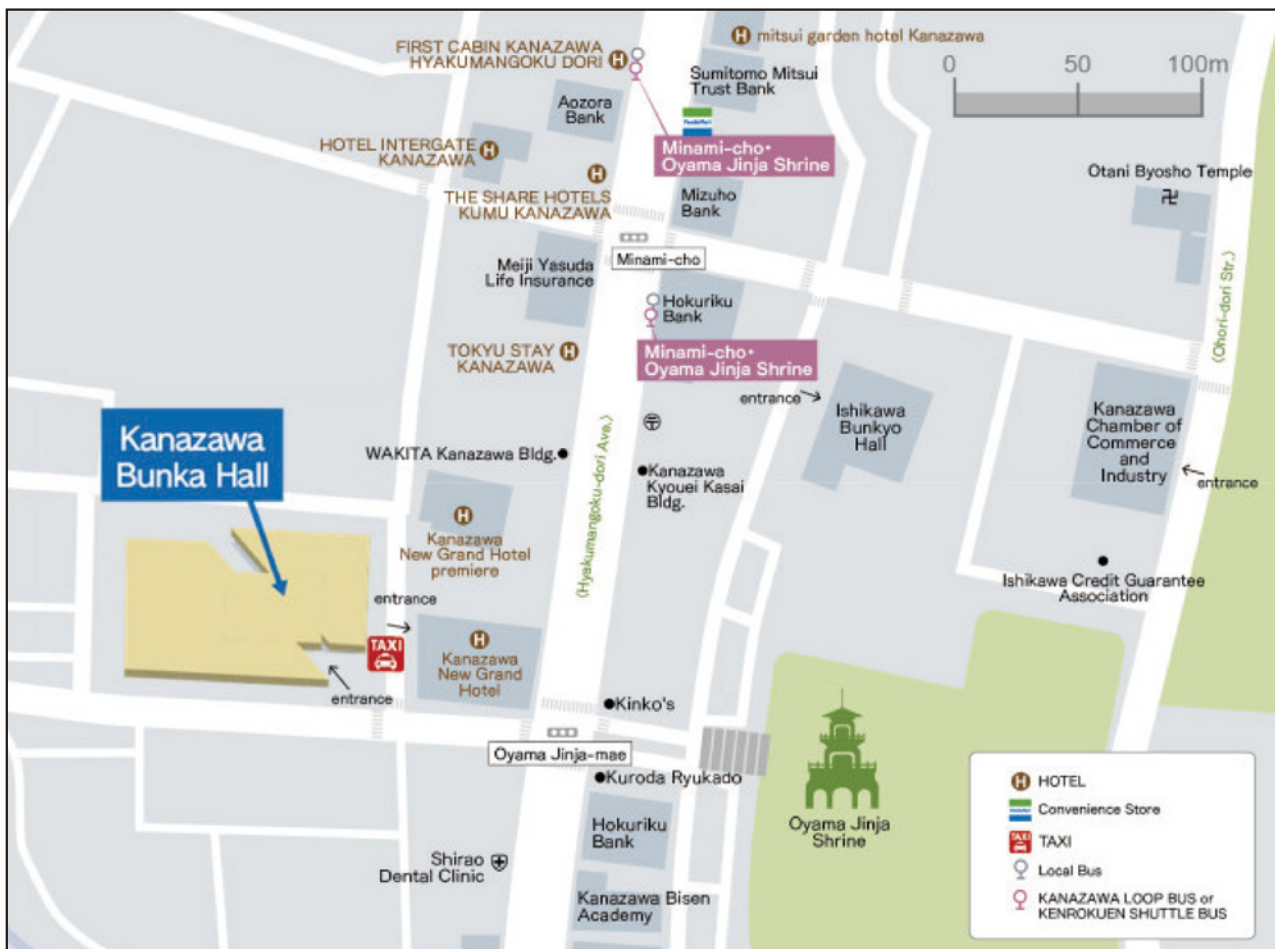 FIRST CABIN KANAZAWA
HYAKUMANGOKU DORI
H
H
mitsui garden hotel Kanazawa
Sumitomo Mitsui
Trust Bank
0
50
100m
Aozora
Bank
FamilyMart
HOTEL INTERGATE
KANAZAWA
H
Minami-cho・
Oyama Jinja Shrine
Otani Byosho Temple
卍
THE SHARE HOTELS
KUMU KANAZAWA
H
Mizuho
Bank
Minami-cho
Meiji Yasuda
Life Insurance
Hokuriku
Bank
(Ohori-dori Str.)
TOKYU STAY
KANAZAWA
H
Minami-cho・
Oyama Jinja Shrine
entrance
Ishikawa
Bunkyo
Hall
Kanazawa
Chamber of
Commerce
and
Industry
entrance
〒
Kanazawa
Bunka Hall
WAKITA Kanazawa Bldg.
Kanazawa
Kyouei Kasai
Bldg.
(Hyakumangoku-dori Ave.)
H
Kanazawa
New Grand Hotel
premiere
Ishikawa Credit Guarantee
Association
entrance
TAXI
entrance
H
Kanazawa
New Grand
Hotel
Kinko's
Oyama Jinja-mae
Kuroda Ryukado
Oyama Jinja
Shrine
Hokuriku
Bank
Shirao
Dental Clinic
Kanazawa Bisen
Academy
H
HOTEL
FamilyMart
Convenience Store
TAXI
TAXI
Local Bus
KANAZAWA LOOP BUS or
KENROKUEN SHUTTLE BUS